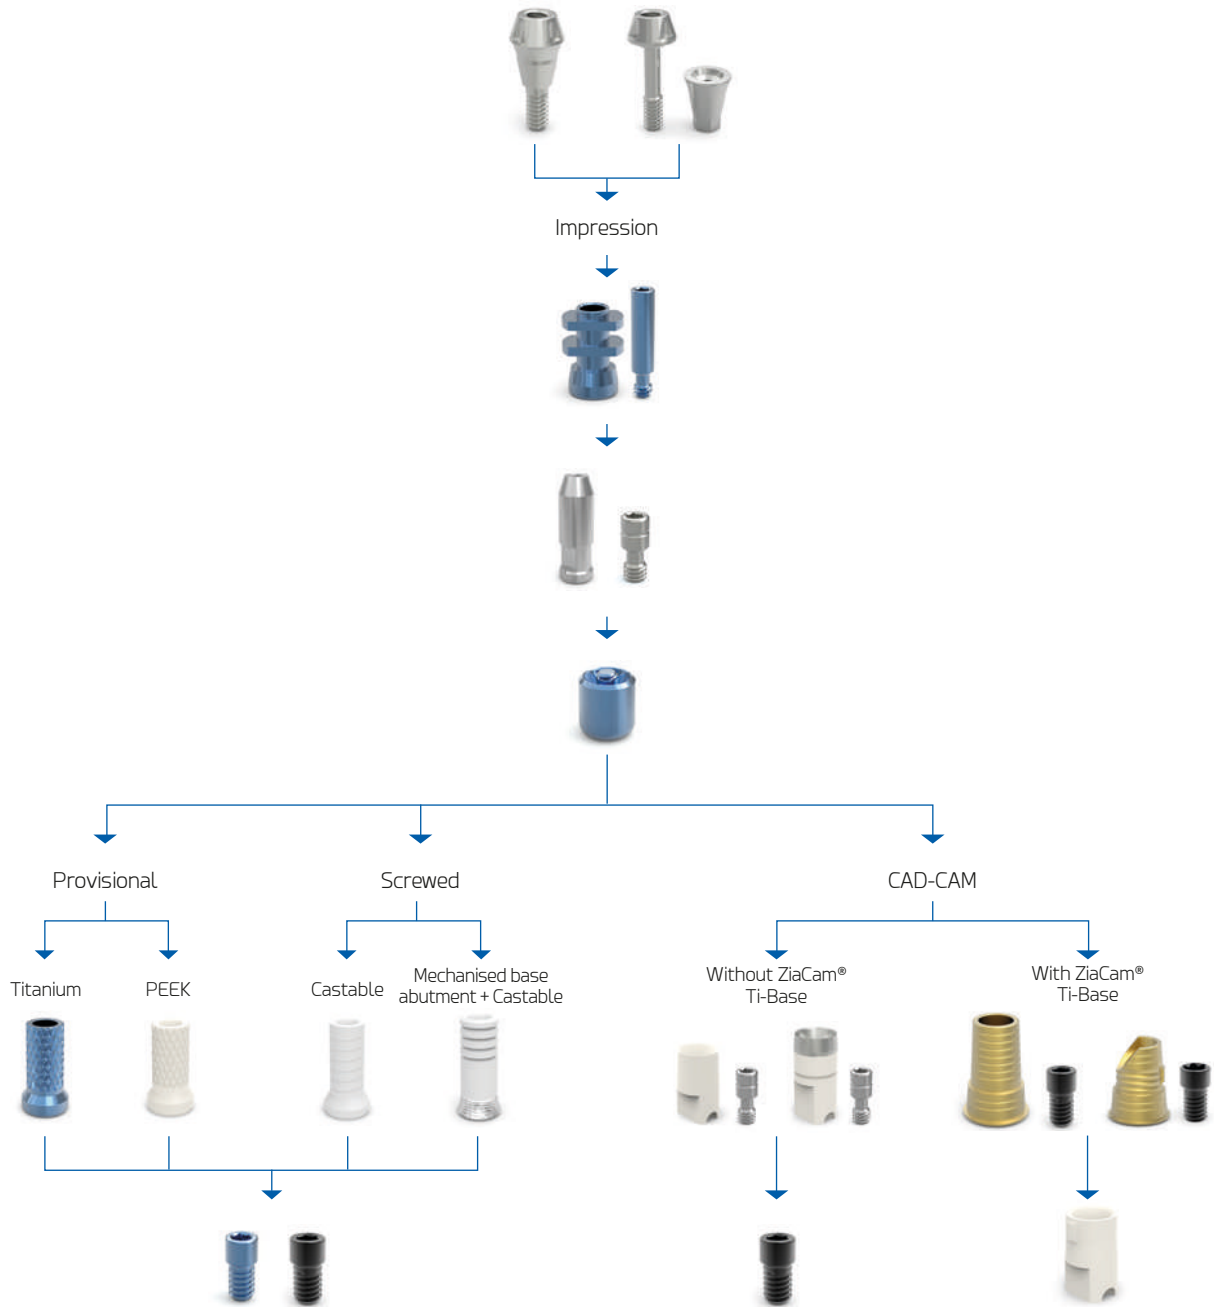 Impression
Provisional
Screwed
CAD-CAM
Titanium
PEEK
Castable
Mechanised base
abutment + Castable
Without ZiaCam®
Ti-Base
With ZiaCam®
Ti-Base